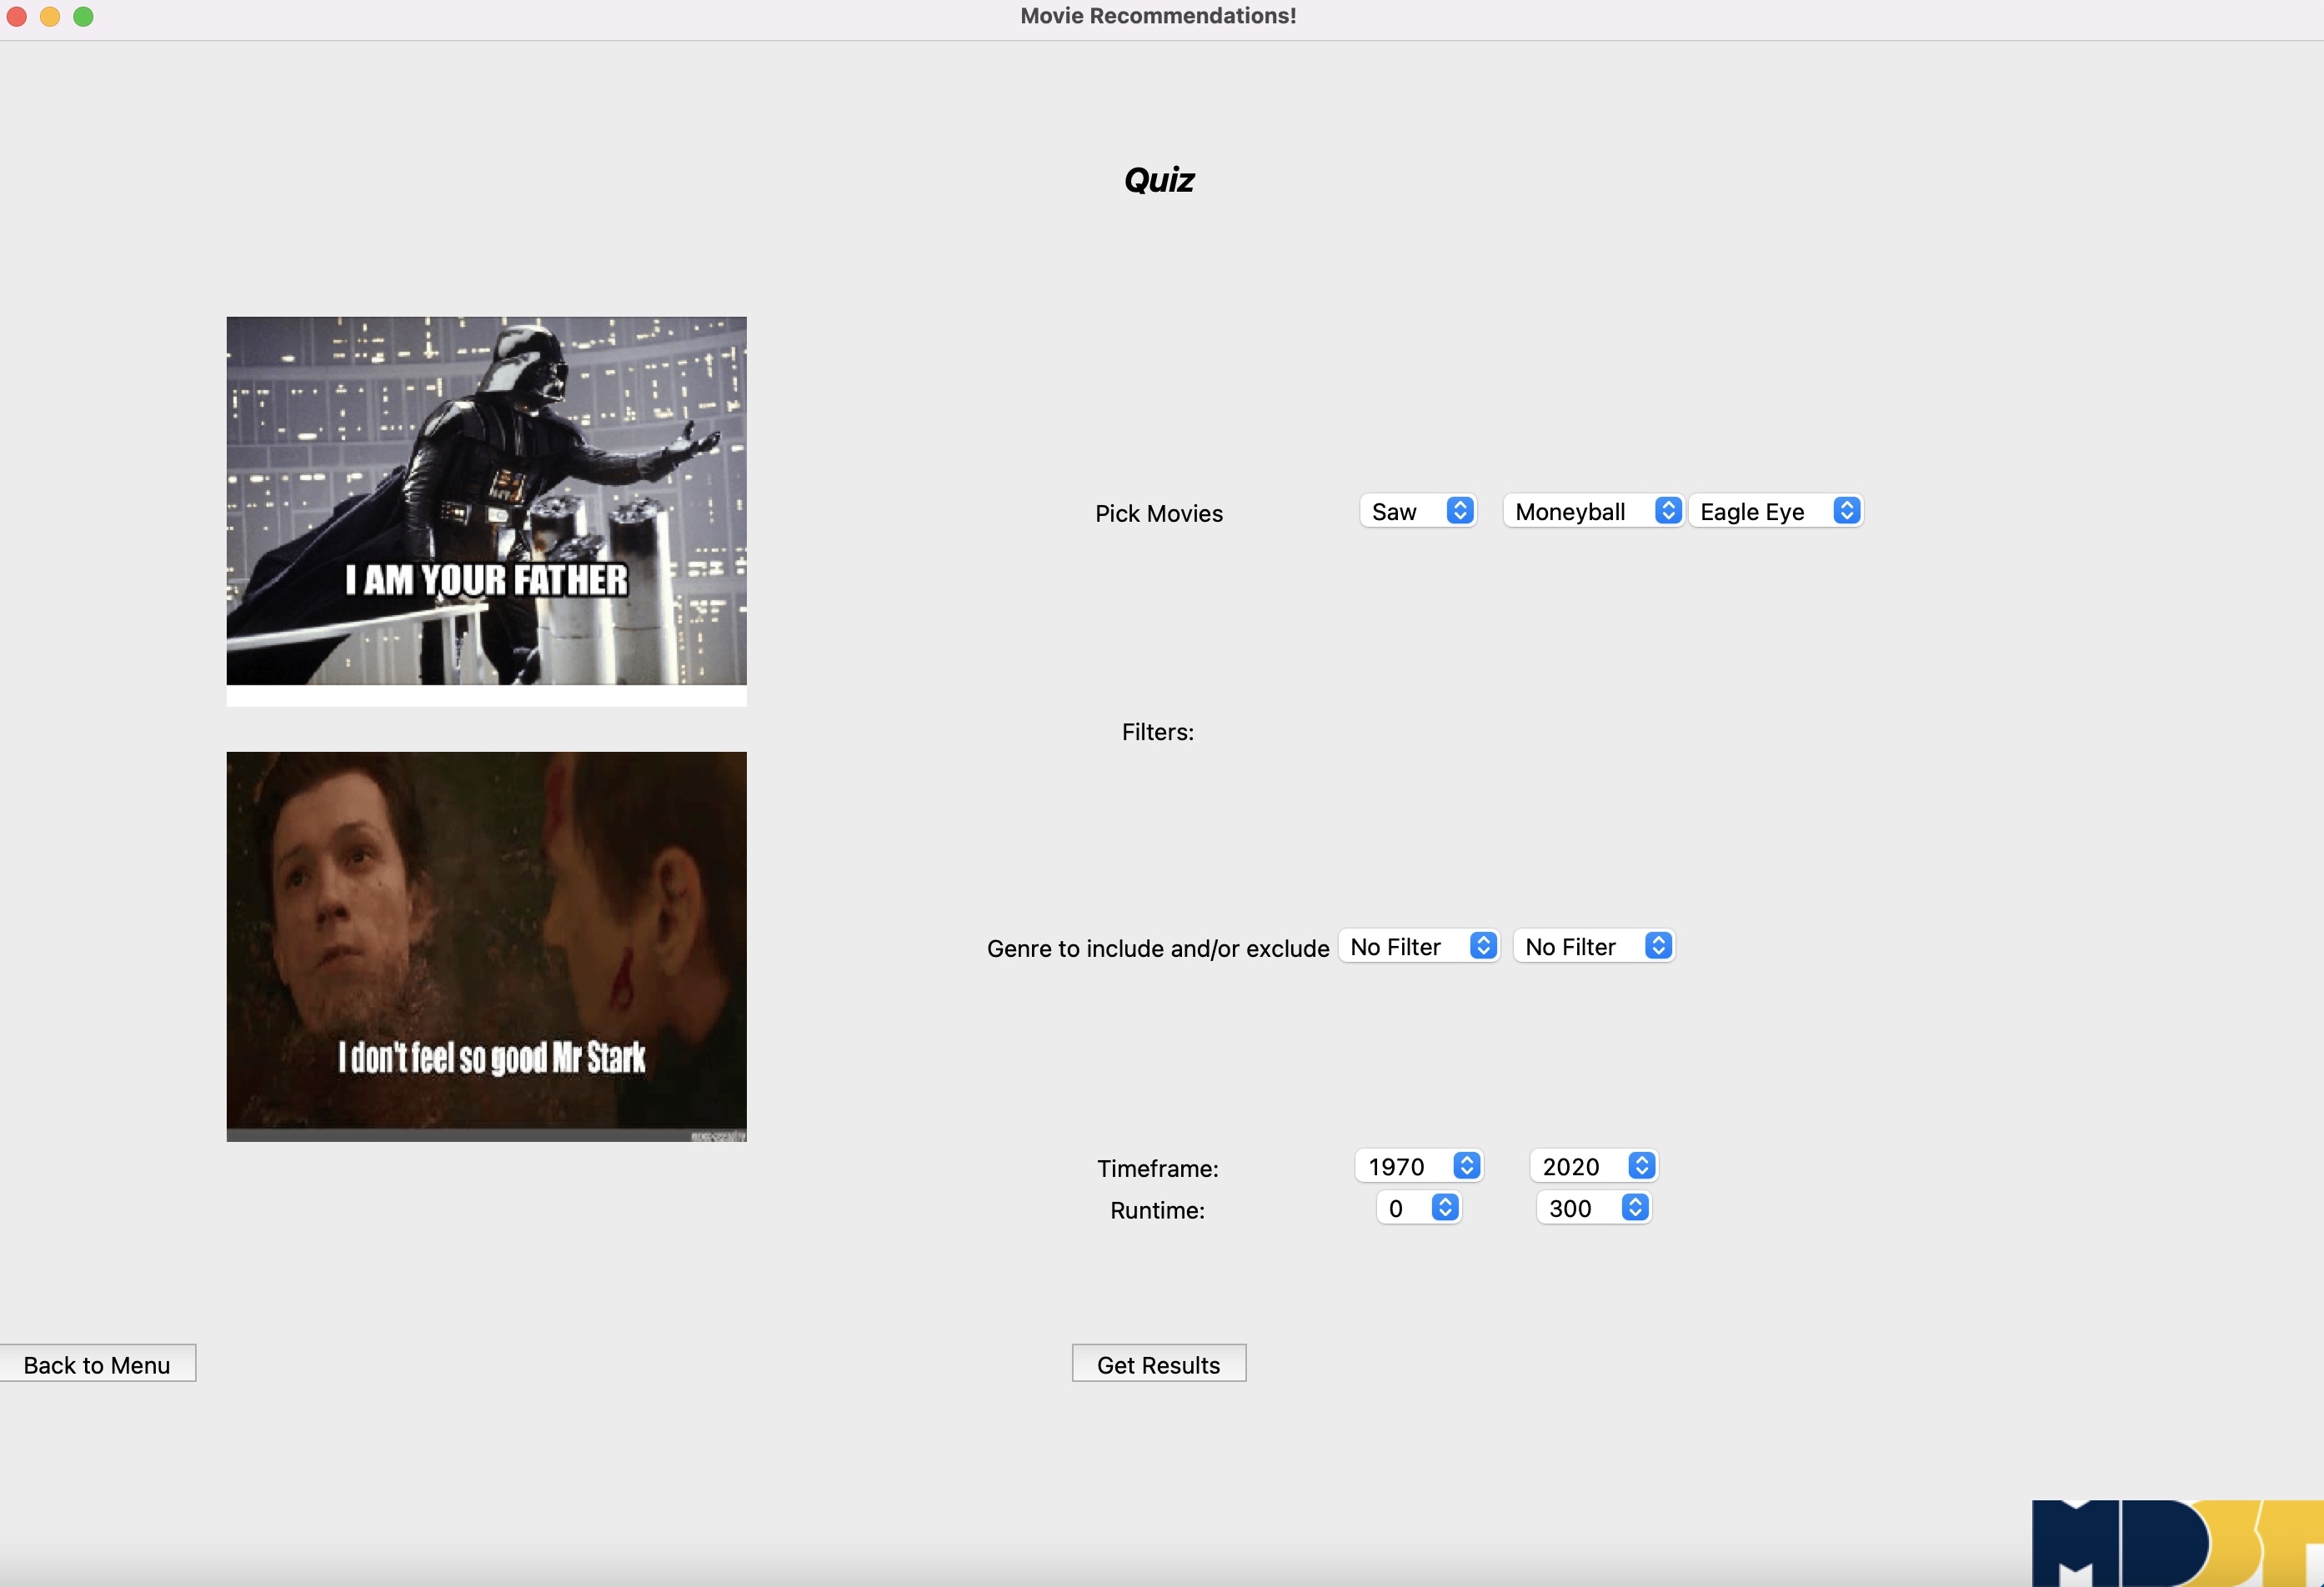 Movie Recommendations!
Quiz
I AM YOUR FATHER
Pick Movies Saw Moneyball Eagle Eye
Filters:
I don't feel so good Mr Stark
Genre to include and/or exclude No Filter No Filter
Timeframe: 1970 2020
Runtime: 0 300
Back to Menu Get Results
MDST